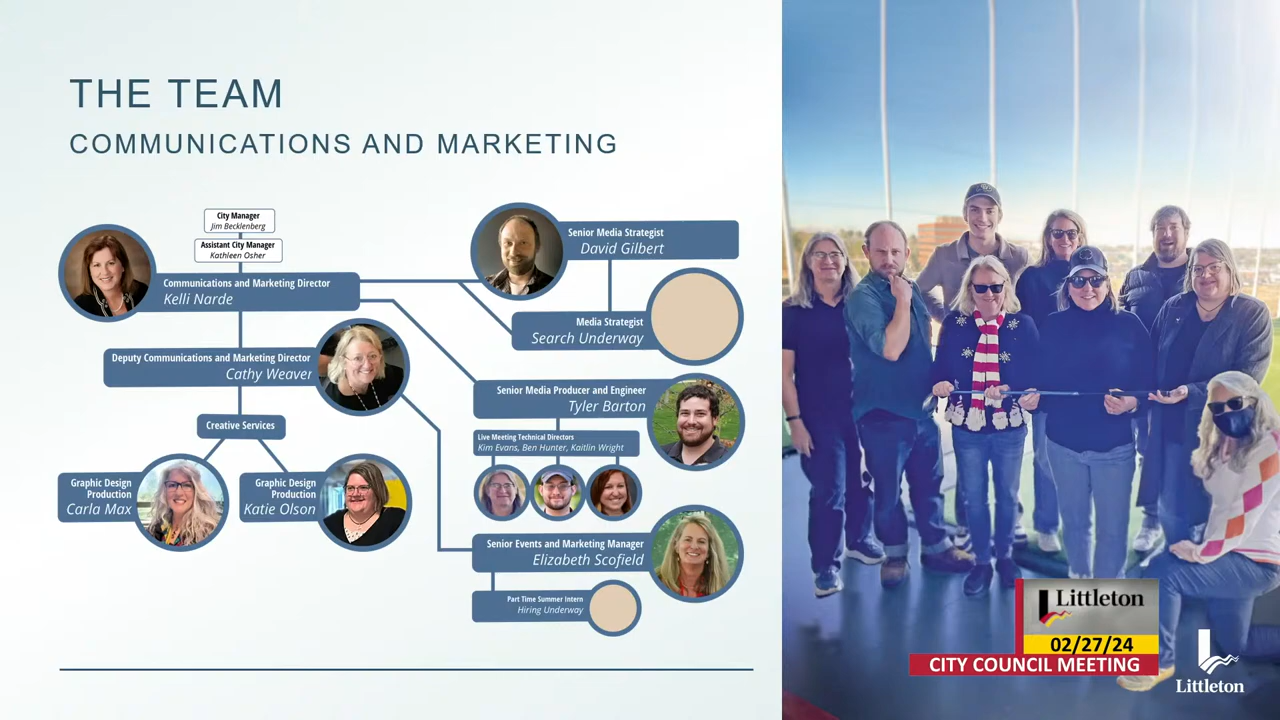 THE TEAM
COMMUNICATIONS AND MARKETING
City Manager
Jim Becklenberg
Assistant City Manager
Kathleen Osher
Communications and Marketing Director
Kelli Narde
Deputy Communications and Marketing Director
Cathy Weaver
Creative Services
Graphic Design
Production
Carla Max
Graphic Design
Production
Katie Olson
Senior Media Strategist
David Gilbert
Media Strategist
Search Underway
Senior Media Producer and Engineer
Tyler Barton
Live Meeting Technical Directors
Kim Evans, Ben Hunter, Kaitlin Wright
Senior Events and Marketing Manager
Elizabeth Scofield
Part Time Summer Intern
Hiring Underway
Littleton
02/27/24
CITY COUNCIL MEETING
Littleton